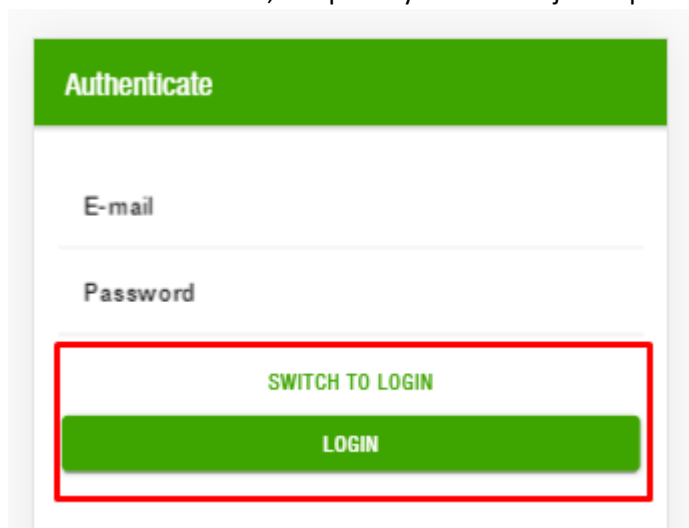 Authenticate
E-mail
Password
SWITCH TO LOGIN
LOGIN